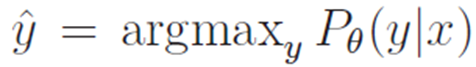 ŷ = argmax_y P_θ(y|x)